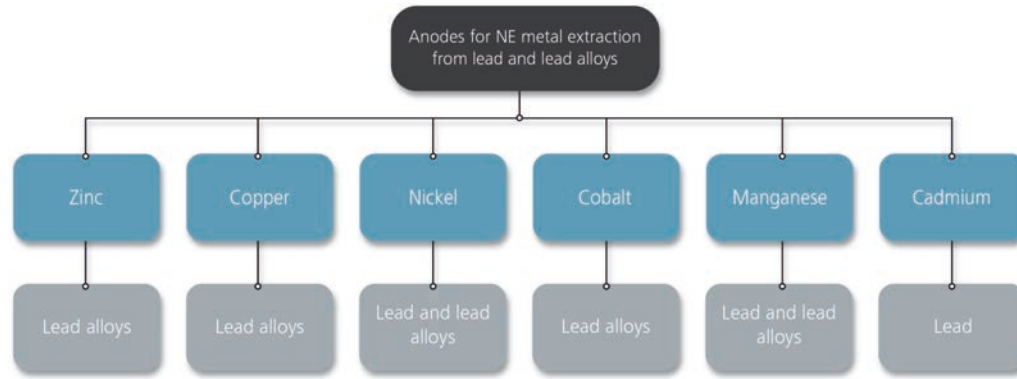 Anodes for NE metal extraction
from lead and lead alloys
Zinc
Copper
Nickel
Cobalt
Manganese
Cadmium
Lead alloys
Lead alloys
Lead and lead
alloys
Lead alloys
Lead and lead
alloys
Lead